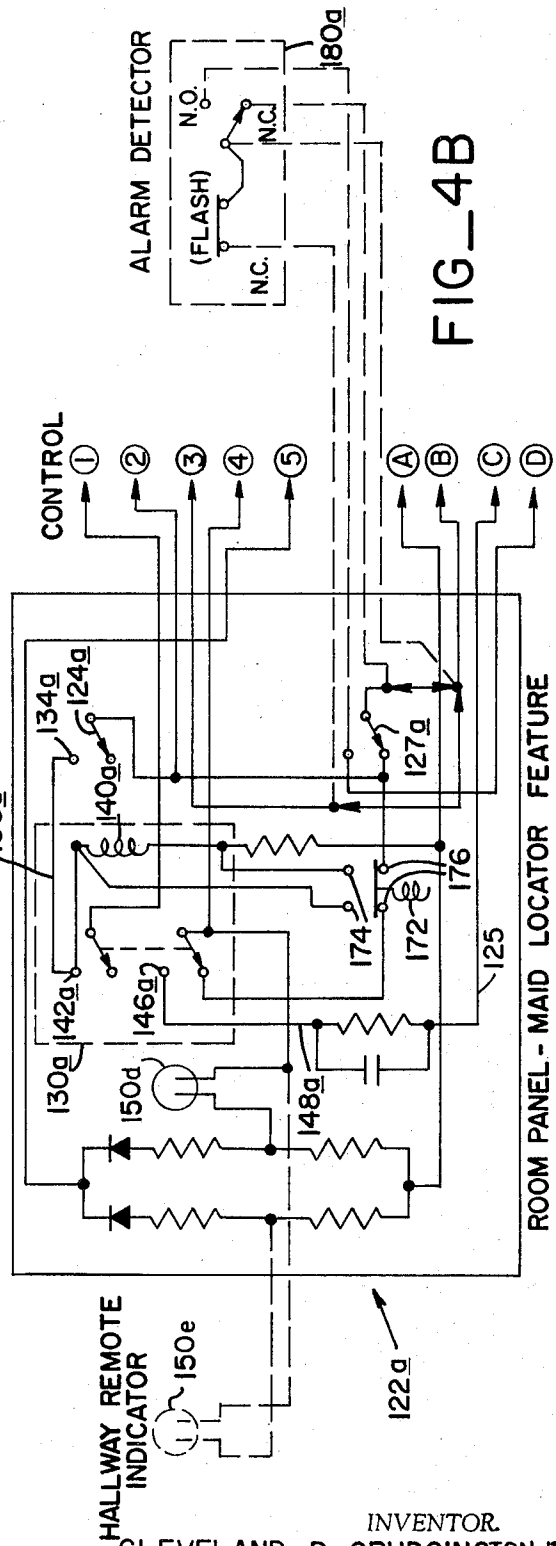 ALARM DETECTOR
180a
N.O.
(FLASH)
N.C.
N.C.
FIG_4B
CONTROL
1
2
3
4
5
A
B
C
D
134a
124a
140a
142a
146a
130a
150d
148a
127a
174
176
172
125
ROOM PANEL - MAID LOCATOR FEATURE
HALLWAY REMOTE
INDICATOR
150e
122a
INVENTOR.
CLEVELAND D.